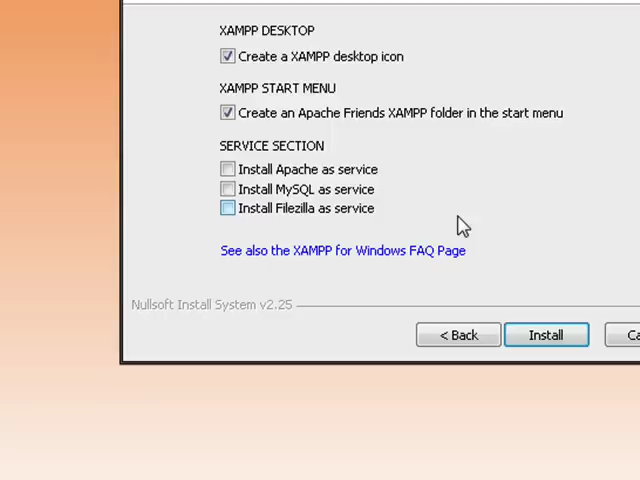 XAMPP DESKTOP
Create a XAMPP desktop icon
XAMPP START MENU
Create an Apache Friends XAMPP folder in the start menu
SERVICE SECTION
Install Apache as service
Install MySQL as service
Install Filezilla as service
See also the XAMPP for Windows FAQ Page
Nullsoft Install System v2.25
< Back Install